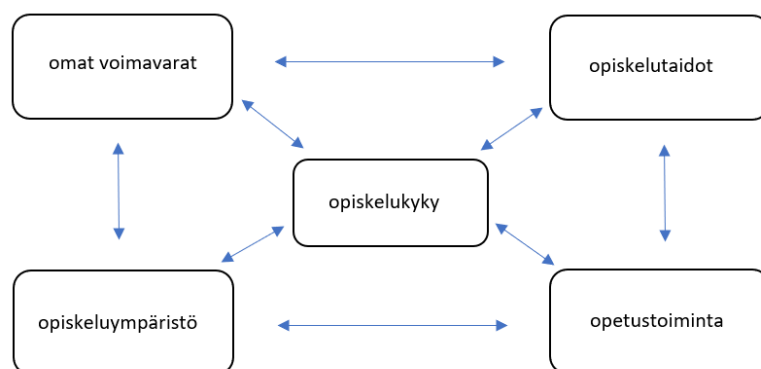 omat voimavarat
opiskelutaidot
opiskelukyky
opiskeluympäristö
opetustoiminta